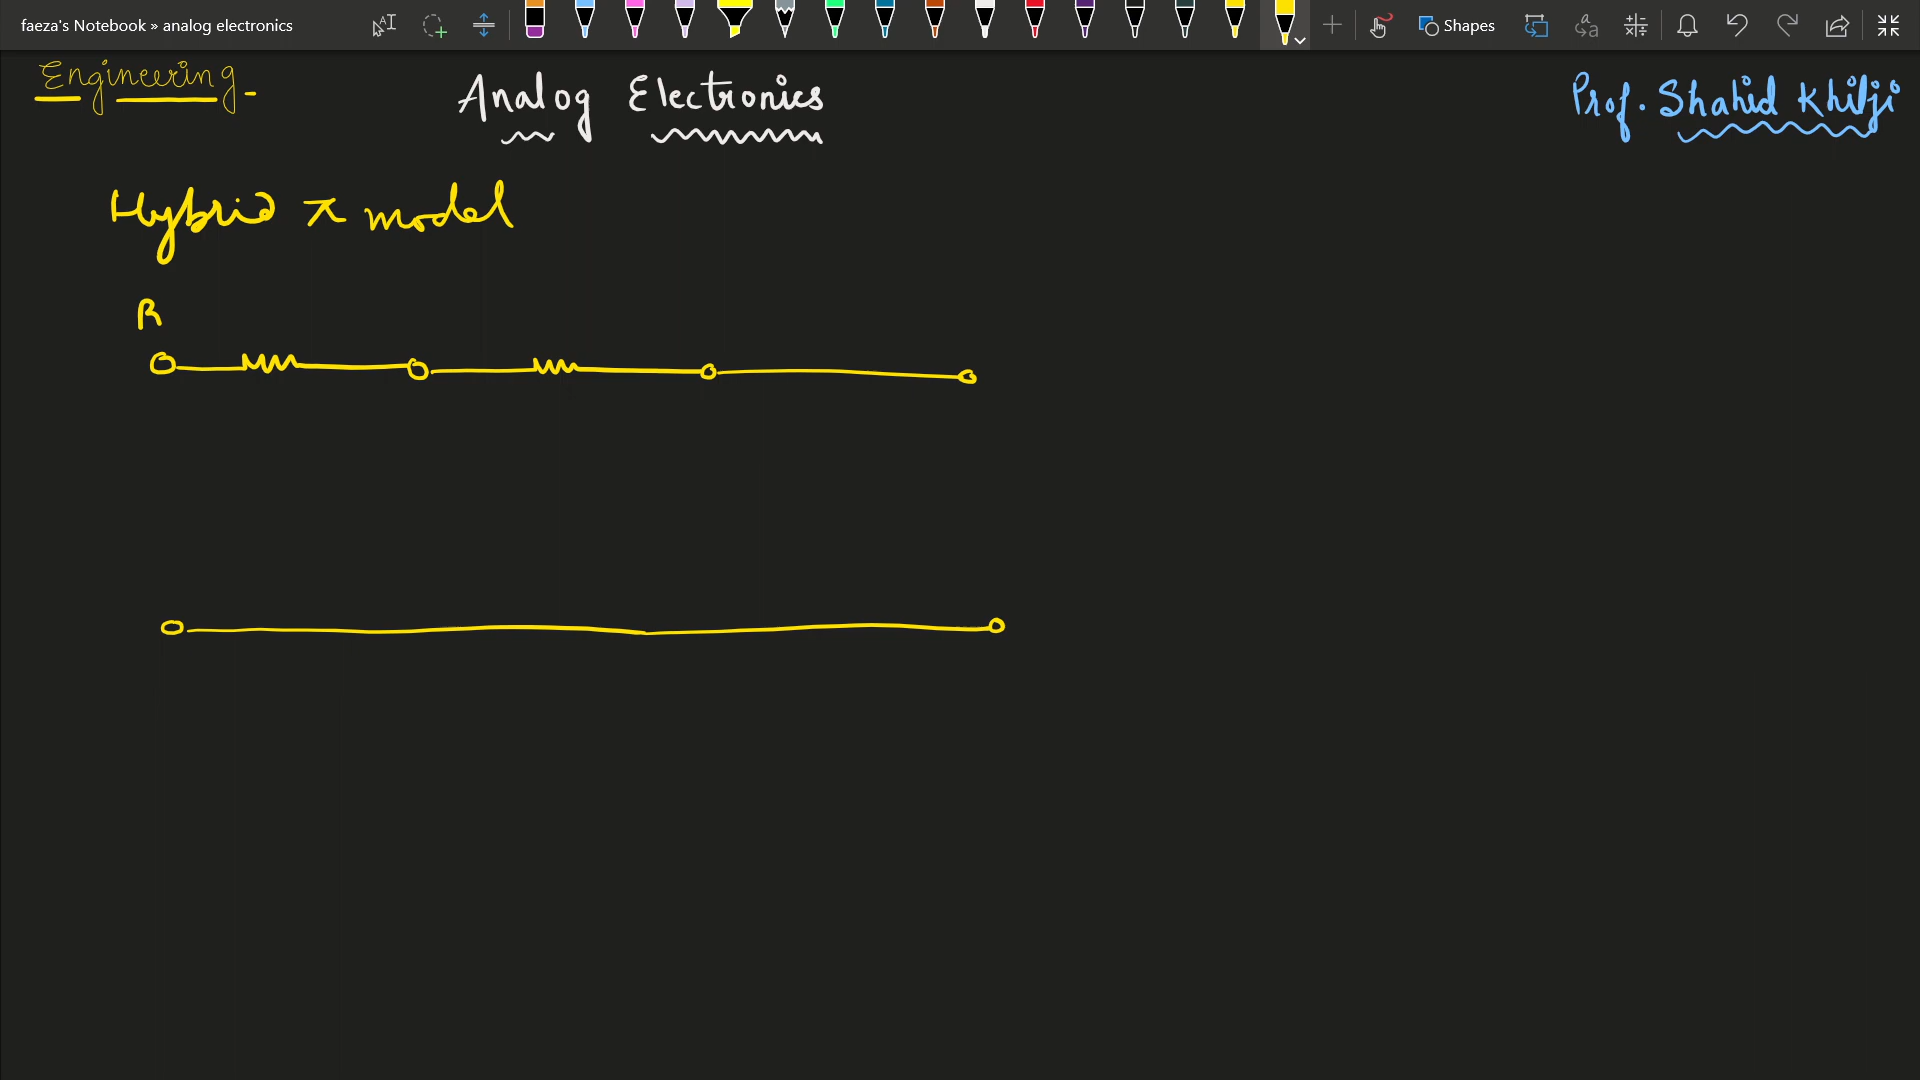 faeza's Notebook » analog electronics
Shapes
Engineering
Analog Electronics
Prof. Shahid Khilji
Hybrid π model
B